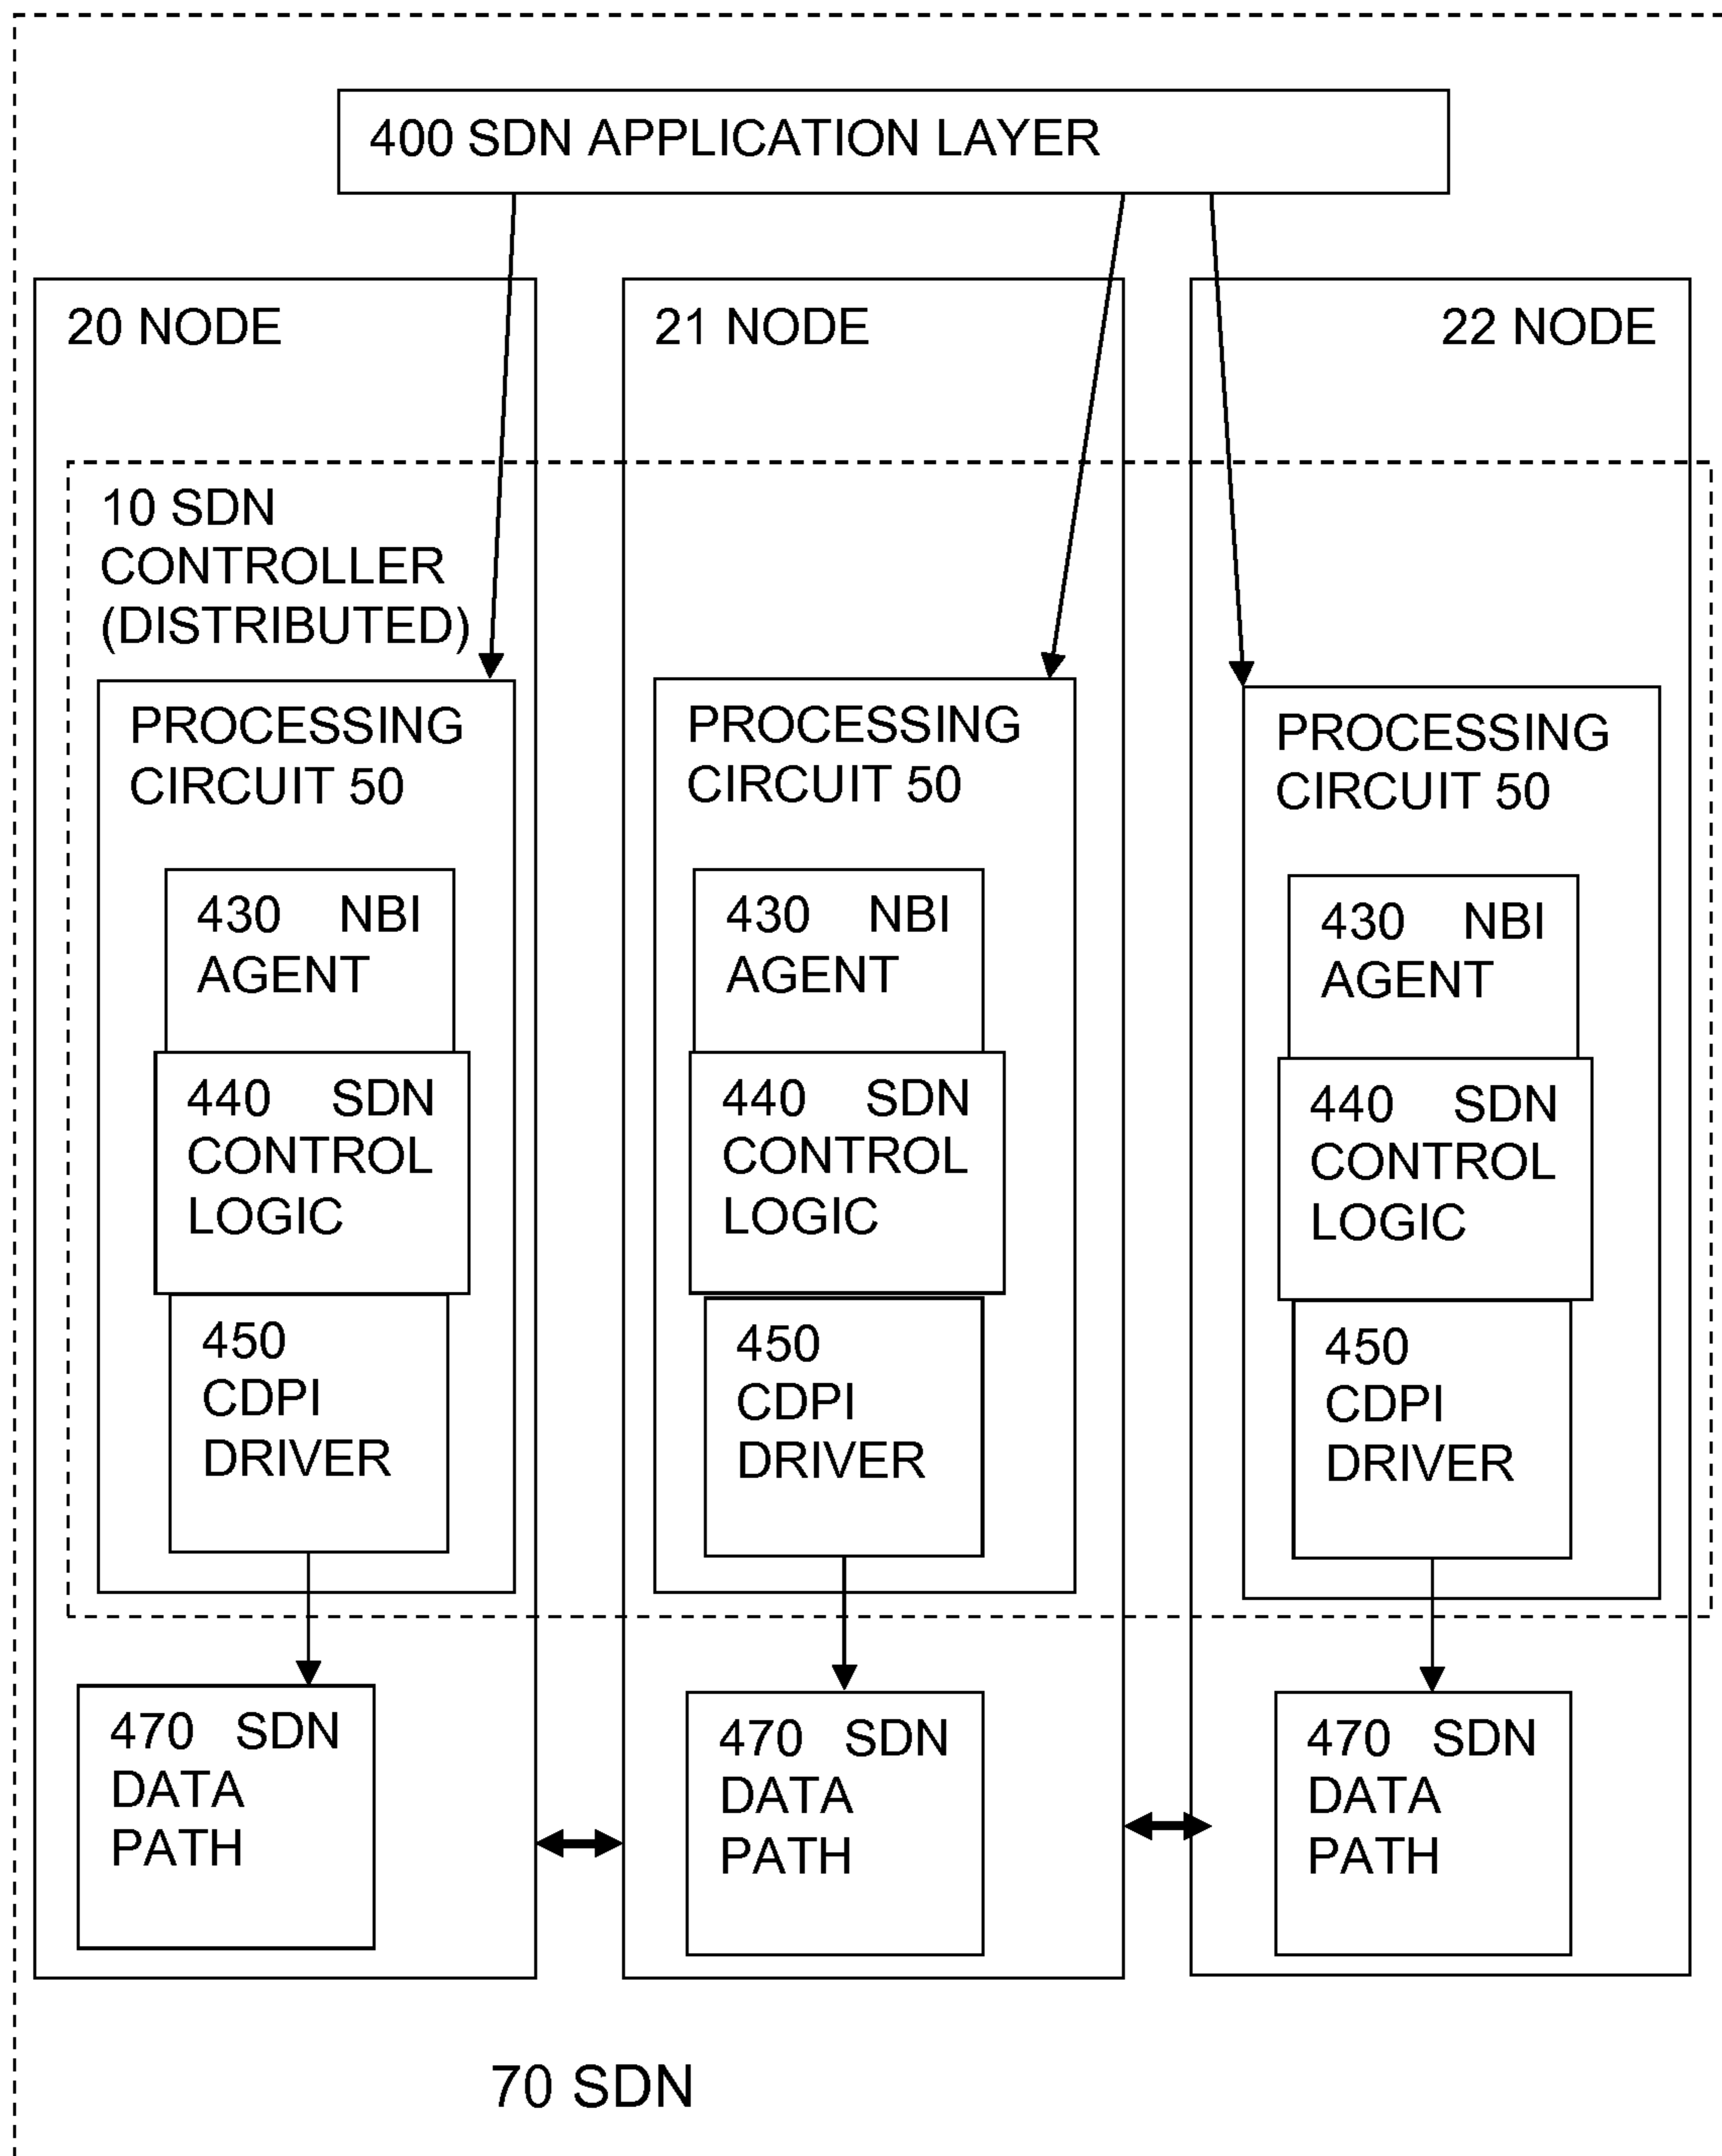 400 SDN APPLICATION LAYER
20 NODE
21 NODE
22 NODE
10 SDN
CONTROLLER
(DISTRIBUTED)
PROCESSING
CIRCUIT 50
430 NBI
AGENT
440 SDN
CONTROL
LOGIC
450
CDPI
DRIVER
470 SDN
DATA
PATH
PROCESSING
CIRCUIT 50
430 NBI
AGENT
440 SDN
CONTROL
LOGIC
450
CDPI
DRIVER
470 SDN
DATA
PATH
PROCESSING
CIRCUIT 50
430 NBI
AGENT
440 SDN
CONTROL
LOGIC
450
CDPI
DRIVER
470 SDN
DATA
PATH
70 SDN